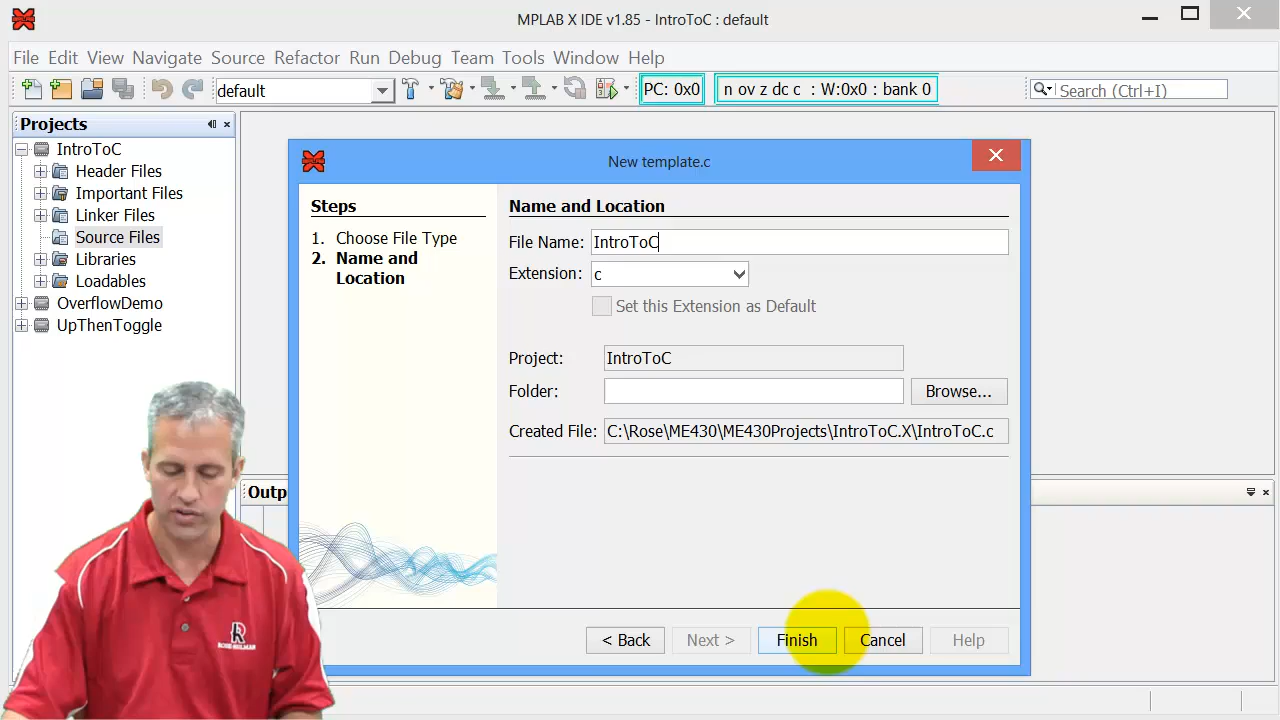 MPLAB X IDE v1.85 - IntroToC : default
File Edit View Navigate Source Refactor Run Debug Team Tools Window Help
default
PC: 0x0
n ov z dc c : W:0x0 : bank 0
Search (Ctrl+I)
Projects
IntroToC
Header Files
Important Files
Linker Files
Source Files
Libraries
Loadables
OverflowDemo
UpThenToggle
New template.c
Steps
1. Choose File Type
2. Name and
Location
Name and Location
File Name: IntroToC
Extension: c
Set this Extension as Default
Project: IntroToC
Folder: Browse...
Created File: C:\Rose\ME430\ME430Projects\IntroToC.X\IntroToC.c
< Back Next > Finish Cancel Help
Outp
ROSE-HULMAN